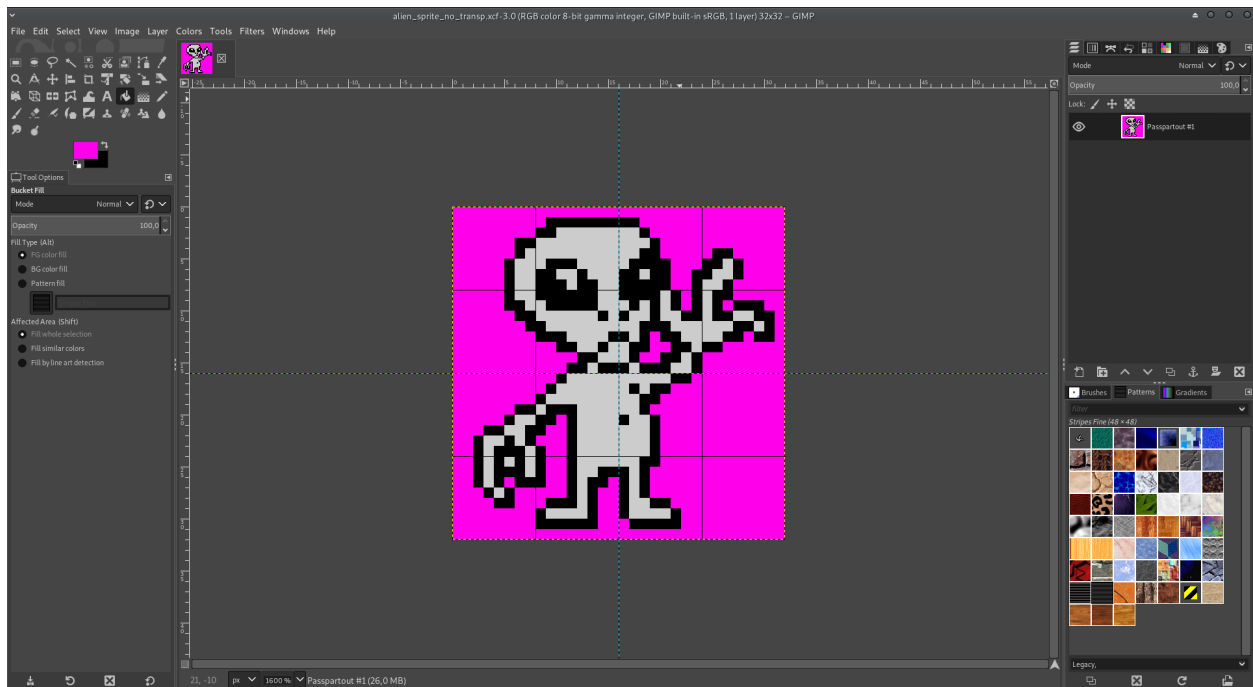 alien_sprite_no_transp.xcf-3.0 (RGB color 8-bit gamma integer, GIMP built-in sRGB, 1 layer) 32x32 – GIMP
File Edit Select View Image Layer Colors Tools Filters Windows Help
Tool Options
Bucket Fill
Mode Normal
Opacity 100,0
Fill Type (Alt)
FG color fill
BG color fill
Pattern fill
Affected Area (Shift)
Fill whole selection
Fill similar colors
Fill by line art detection
21, -10 px 1600 % Passpartout #1 (26,0 MB)
Mode Normal
Opacity 100,0
Lock:
Passpartout #1
Brushes Patterns Gradients
filter
Stripes Fine (48 × 48)
Legacy,